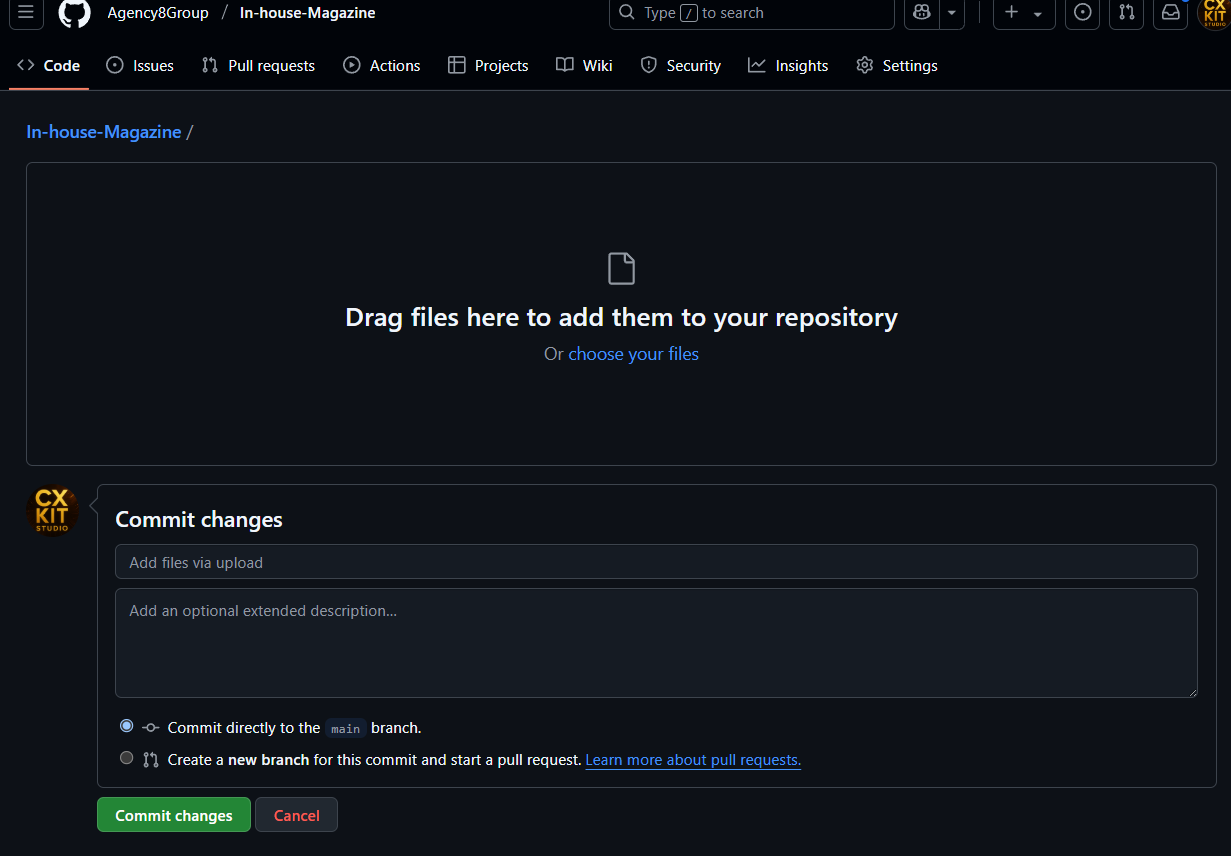 Agency8Group / In-house-Magazine
Type / to search
CX
KIT
STUDIO
Code Issues Pull requests Actions Projects Wiki Security Insights Settings
In-house-Magazine /
Drag files here to add them to your repository
Or choose your files
CX
KIT
STUDIO
Commit changes
Add files via upload
Add an optional extended description...
Commit directly to the main branch.
Create a new branch for this commit and start a pull request. Learn more about pull requests.
Commit changes Cancel